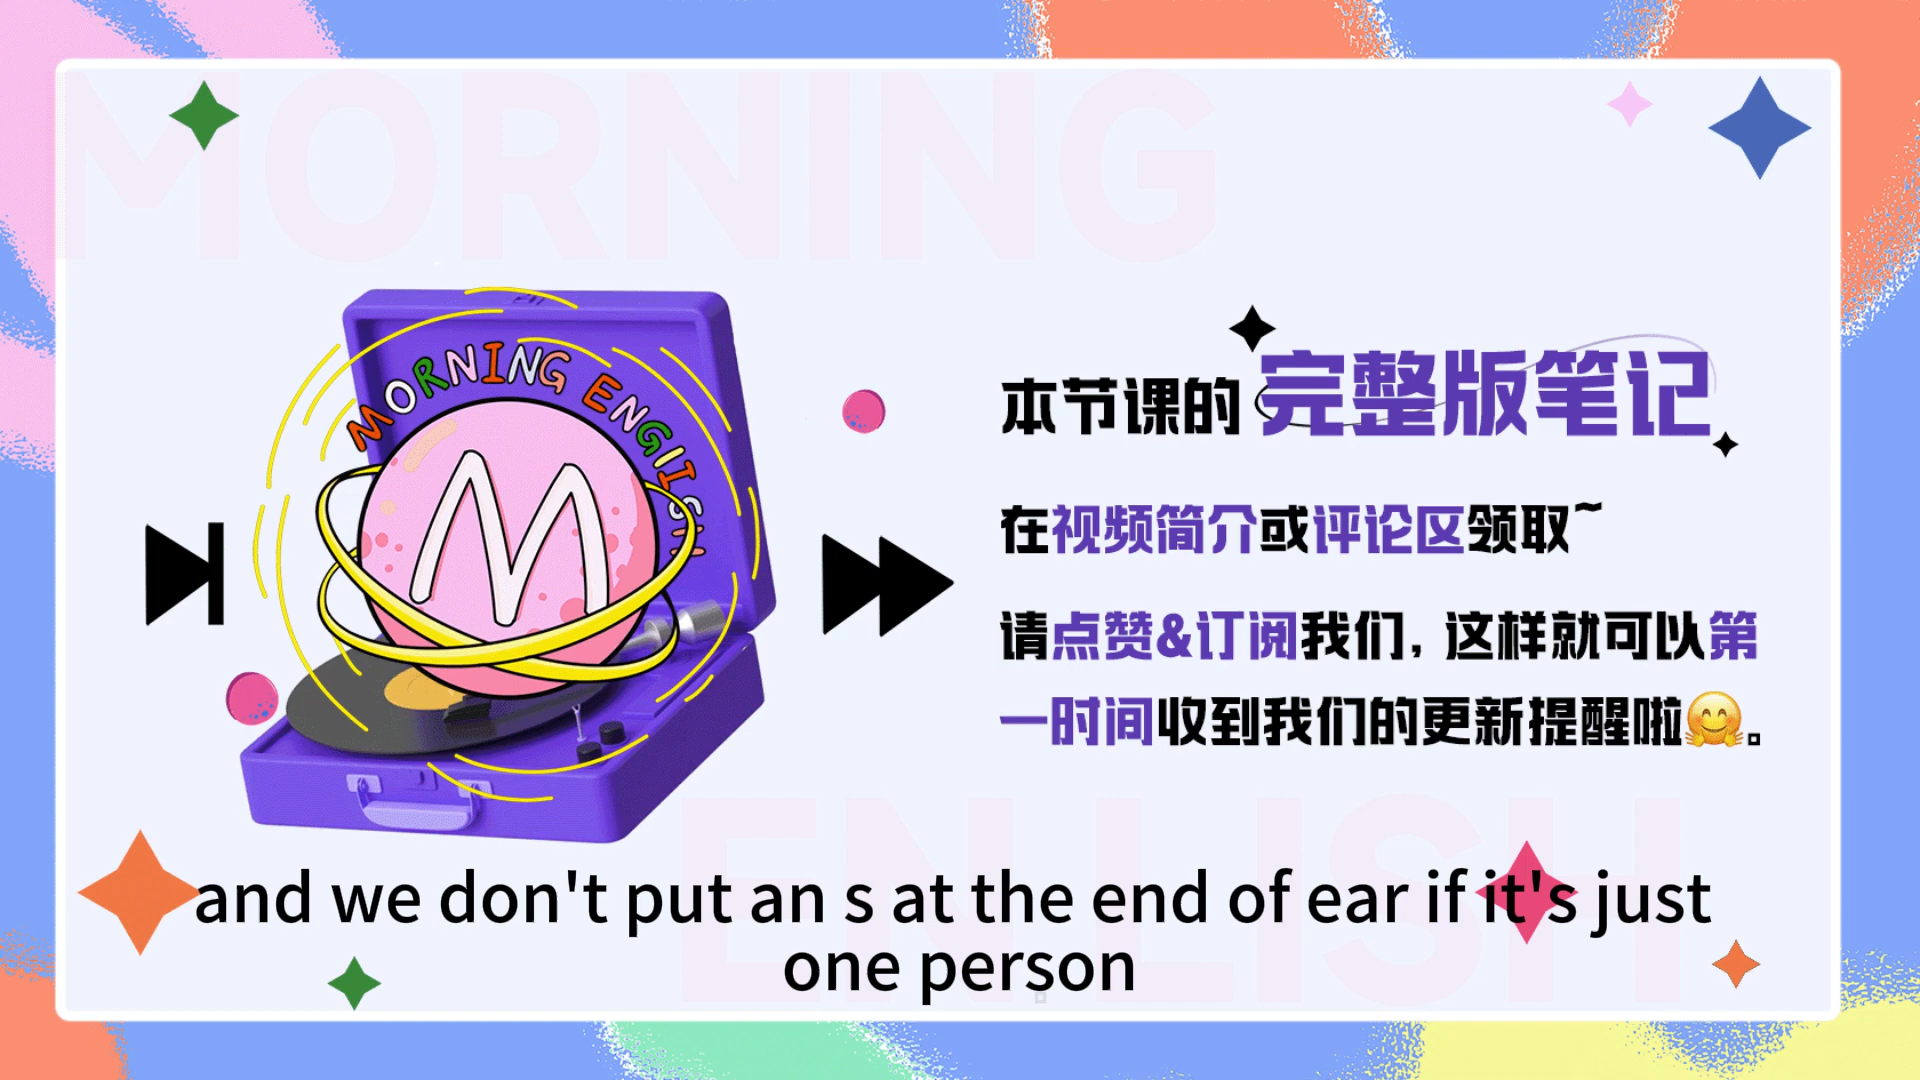 MORNING
MORNING ENGlISH
M
本节课的 完整版笔记
在视频简介或评论区领取~
请点赞&订阅我们，这样就可以第
一时间收到我们的更新提醒啦🤗。
EN LISH
and we don't put an s at the end of ear if it's just
one person